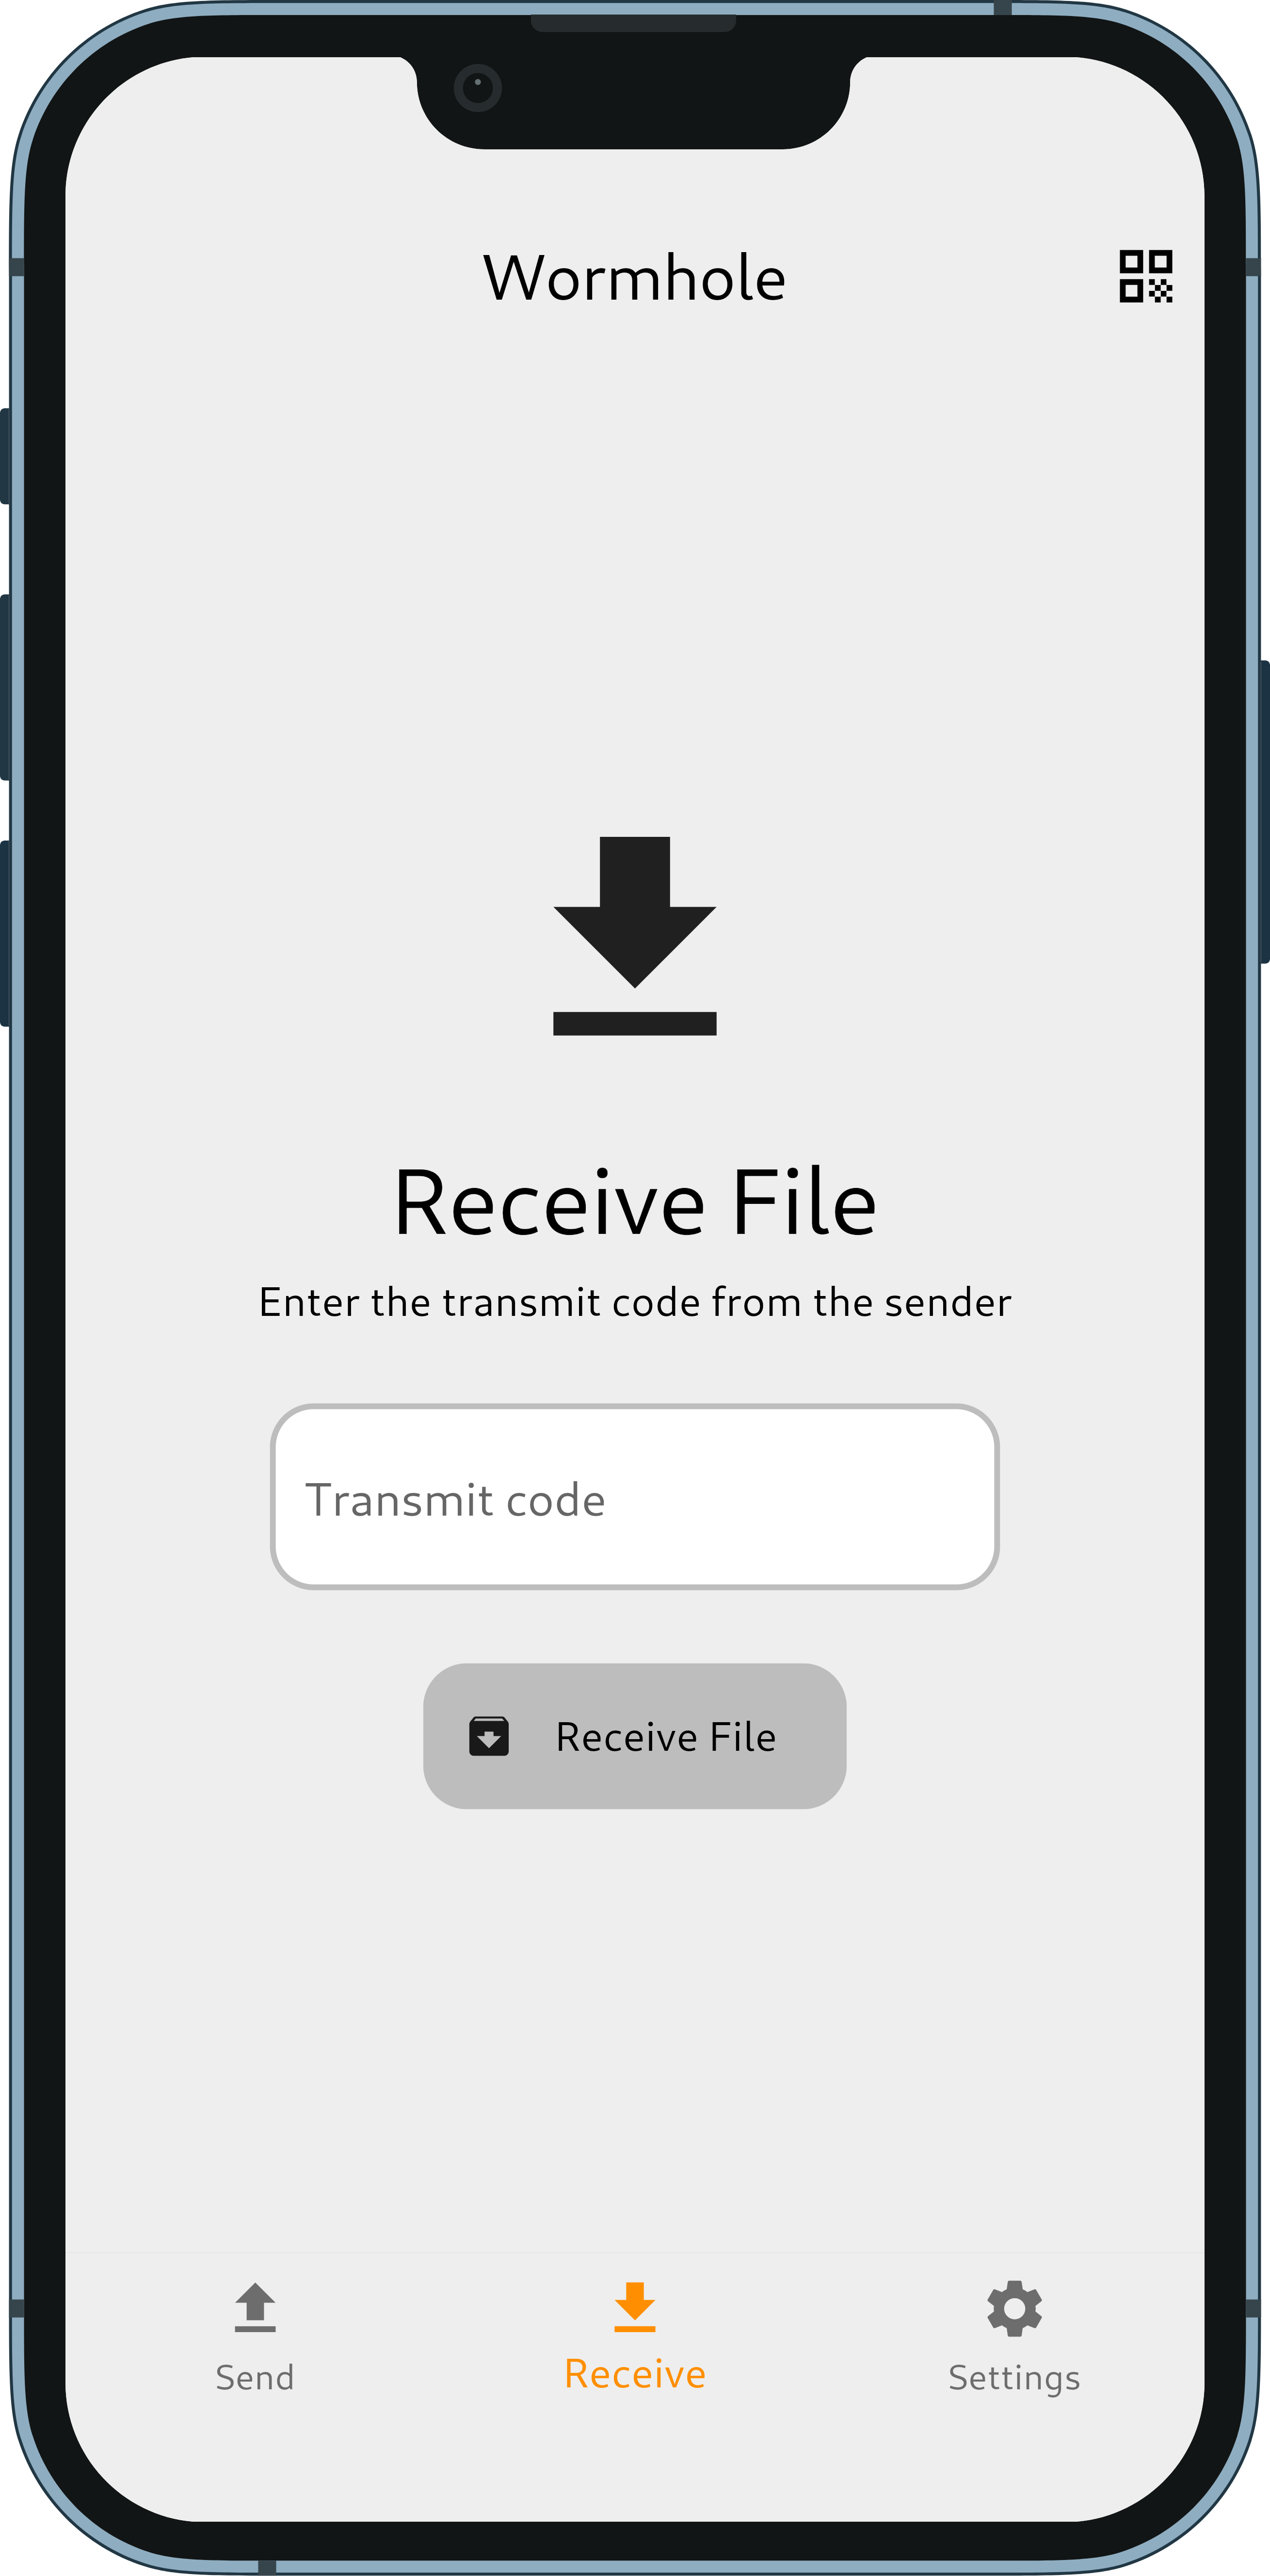 Wormhole
Receive File
Enter the transmit code from the sender
Transmit code
Receive File
Send
Receive
Settings